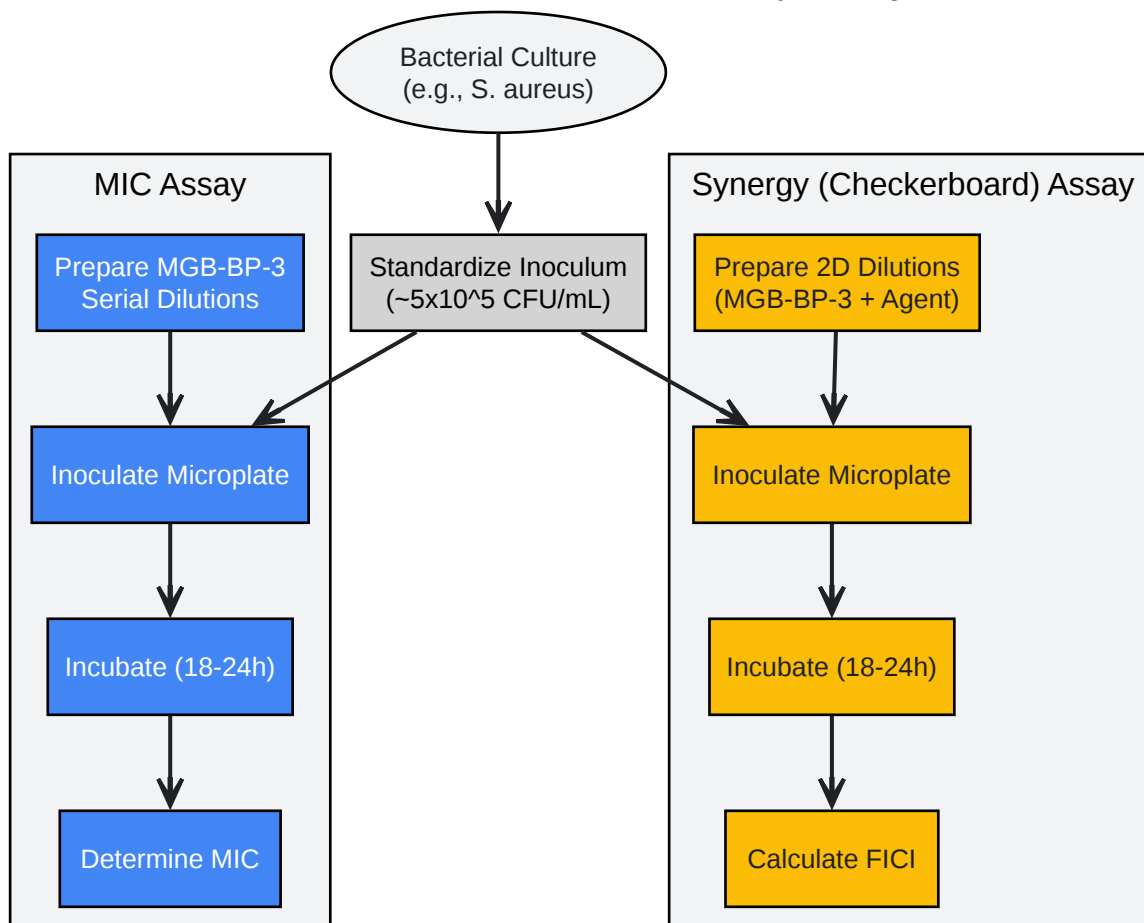 Bacterial Culture
(e.g., S. aureus)
MIC Assay
Synergy (Checkerboard) Assay
Prepare MGB-BP-3
Serial Dilutions
Standardize Inoculum
(~5x10^5 CFU/mL)
Prepare 2D Dilutions
(MGB-BP-3 + Agent)
Inoculate Microplate
Inoculate Microplate
Incubate (18-24h)
Incubate (18-24h)
Determine MIC
Calculate FICI